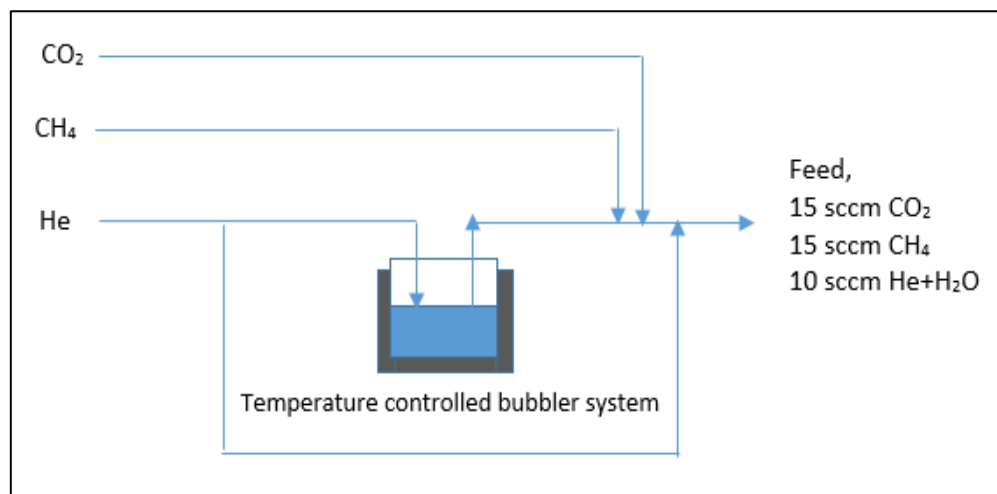 CO₂
CH₄
He
Feed,
15 sccm CO₂
15 sccm CH₄
10 sccm He+H₂O
Temperature controlled bubbler system